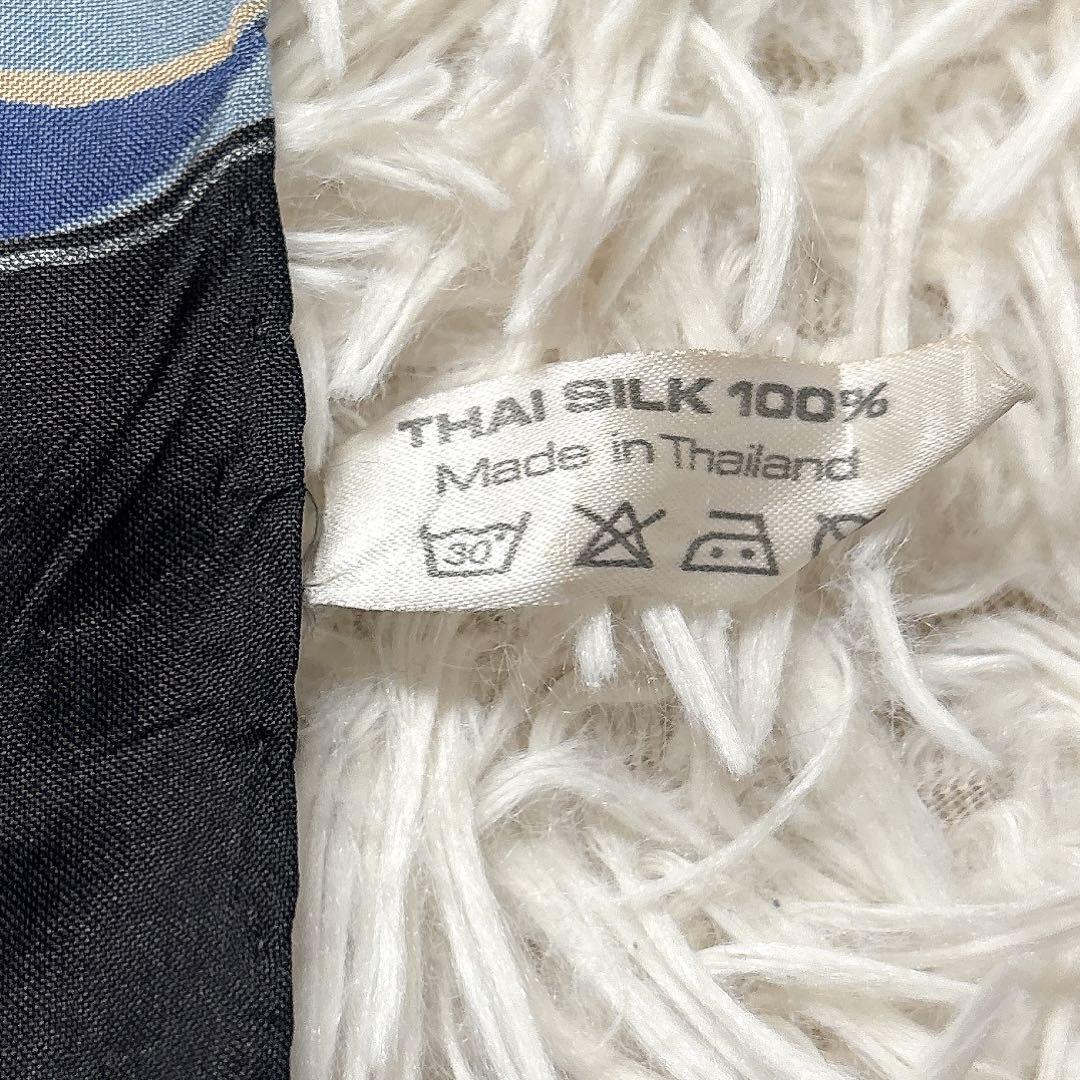 THAI SILK 100%
Made in Thailand
30°